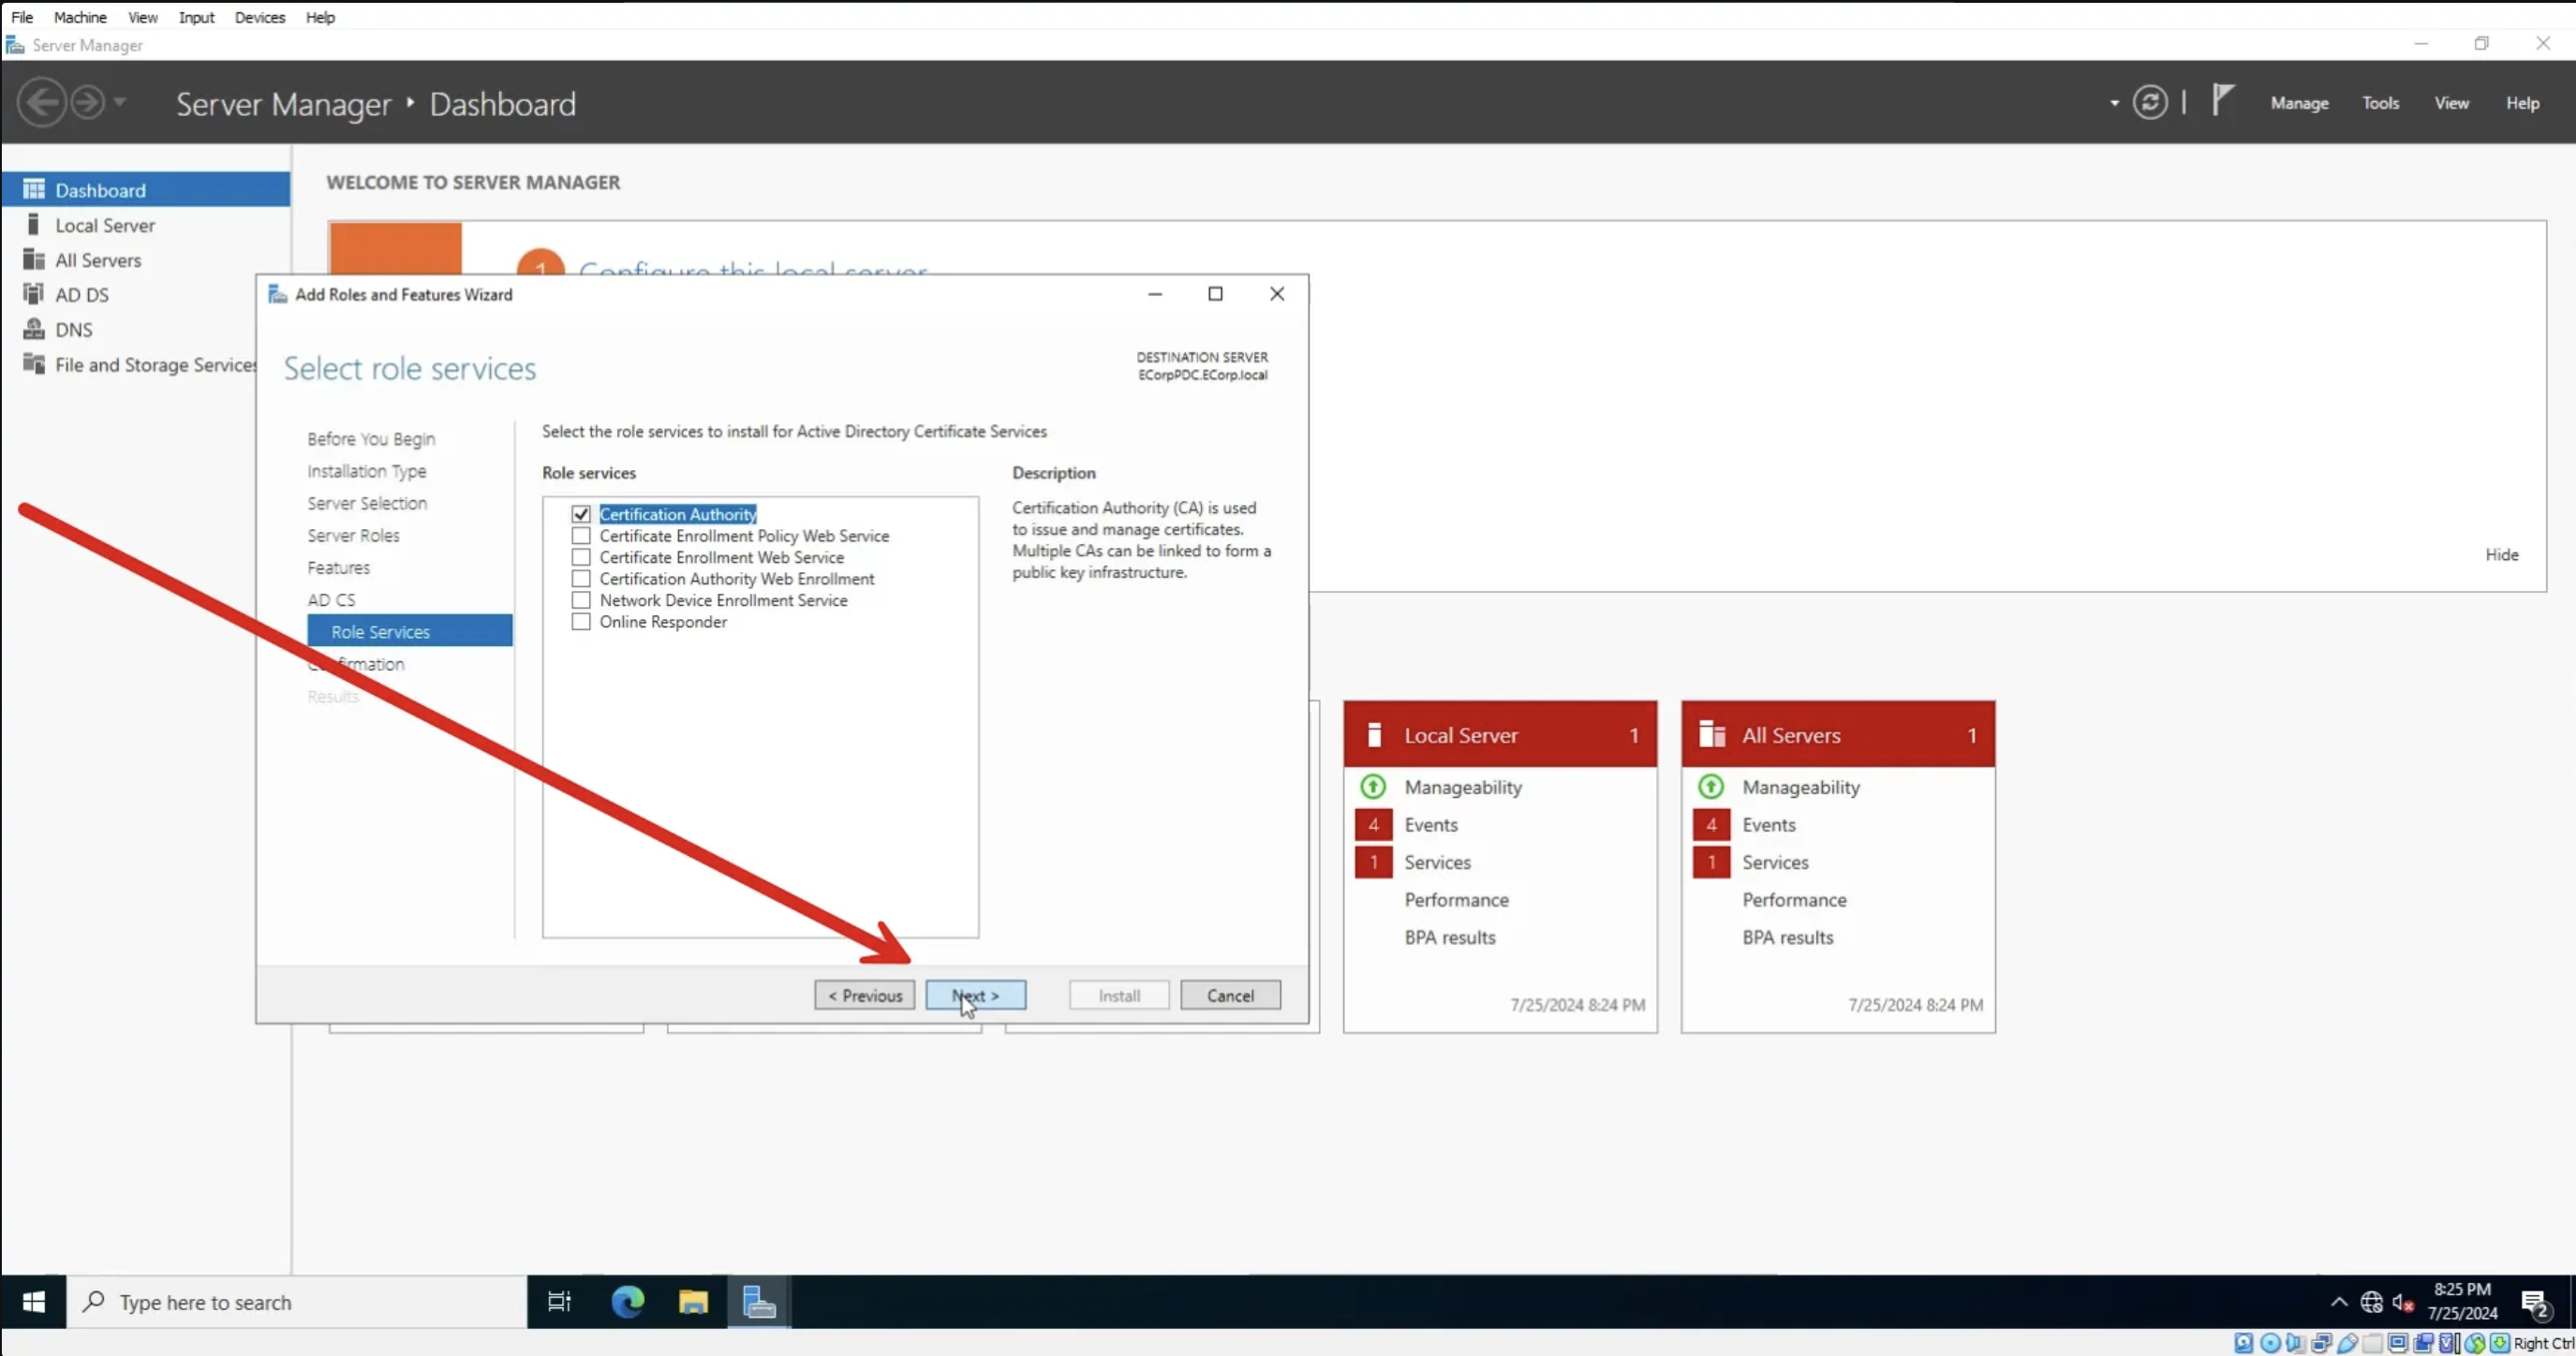 File Machine View Input Devices Help
Server Manager
Server Manager Dashboard
Manage Tools View Help
Dashboard
Local Server
All Servers
AD DS
DNS
File and Storage Services
WELCOME TO SERVER MANAGER
1 Configure this local server
Hide
Add Roles and Features Wizard
Select role services
DESTINATION SERVER
ECorpPDC.ECorp.local
Before You Begin
Installation Type
Server Selection
Server Roles
Features
AD CS
Role Services
Confirmation
Results
Select the role services to install for Active Directory Certificate Services
Role services
Certification Authority
Certificate Enrollment Policy Web Service
Certificate Enrollment Web Service
Certification Authority Web Enrollment
Network Device Enrollment Service
Online Responder
Description
Certification Authority (CA) is used
to issue and manage certificates.
Multiple CAs can be linked to form a
public key infrastructure.
< Previous Next > Install Cancel
Local Server 1
Manageability
4 Events
1 Services
Performance
BPA results
7/25/2024 8:24 PM
All Servers 1
Manageability
4 Events
1 Services
Performance
BPA results
7/25/2024 8:24 PM
Type here to search
8:25 PM
7/25/2024
2
Right Ctrl